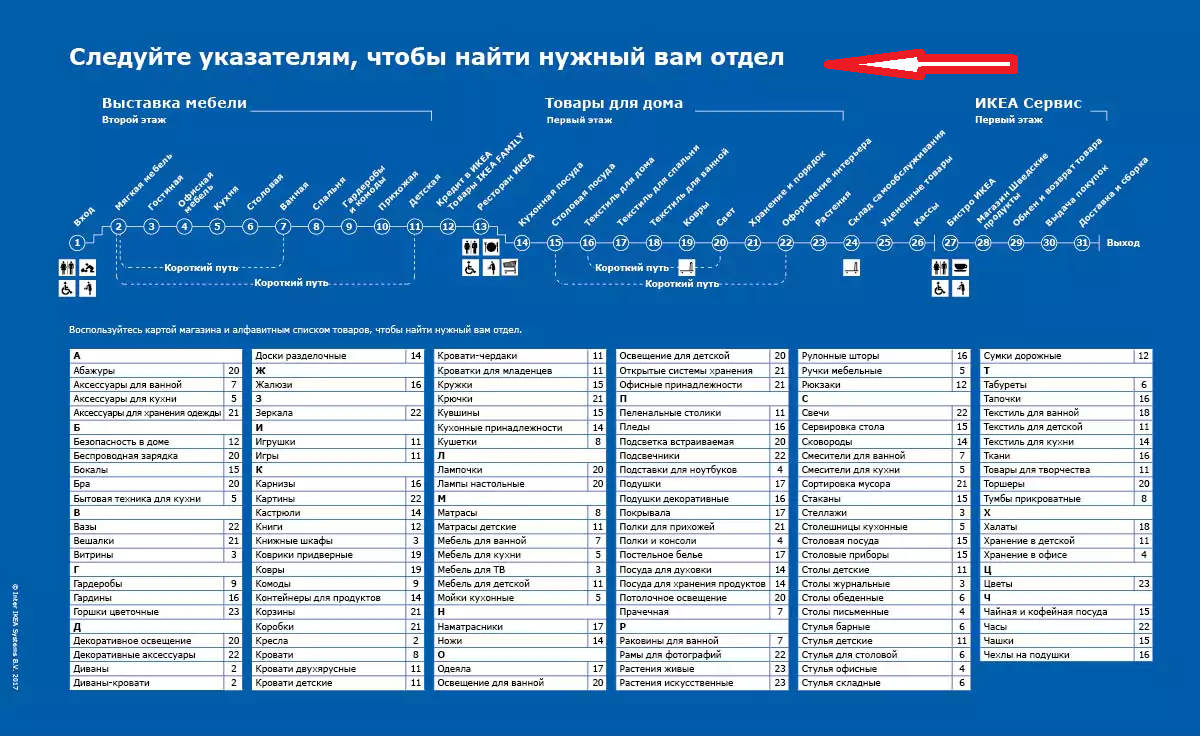 Следуйте указателям, чтобы найти нужный вам отдел
Выставка мебели
Второй этаж
Товары для дома
Первый этаж
ИКЕА Сервис
Первый этаж
Вход
Мягкая мебель
Гостиная
Офисная мебель
Кухня
Столовая
Ванная
Спальня
Гардеробы и комоды
Прихожая
Детская
Кредит в ИКЕА
Товары IKEA FAMILY
Ресторан ИКЕА
Кухонная посуда
Столовая посуда
Текстиль для дома
Текстиль для спальни
Текстиль для ванной
Ковры
Свет
Хранение и порядок
Оформление интерьера
Растения
Склад самообслуживания
Уцененные товары
Кассы
Бистро ИКЕА
Магазин Шведские продукты
Обмен и возврат товара
Выдача покупок
Доставка и сборка
1 2 3 4 5 6 7 8 9 10 11 12 13 14 15 16 17 18 19 20 21 22 23 24 25 26 27 28 29 30 31 Выход
Короткий путь
Короткий путь
Короткий путь
Короткий путь
Воспользуйтесь картой магазина и алфавитным списком товаров, чтобы найти нужный вам отдел.
А
Абажуры 20
Аксессуары для ванной 7
Аксессуары для кухни 5
Аксессуары для хранения одежды 21
Б
Безопасность в доме 12
Беспроводная зарядка 20
Бокалы 15
Бра 20
Бытовая техника для кухни 5
В
Вазы 22
Вешалки 21
Витрины 3
Г
Гардеробы 9
Гардины 16
Горшки цветочные 23
Д
Декоративное освещение 20
Декоративные аксессуары 22
Диваны 2
Диваны-кровати 2
Доски разделочные 14
Ж
Жалюзи 16
З
Зеркала 22
И
Игрушки 11
Игры 11
К
Карнизы 16
Картины 22
Кастрюли 14
Книги 12
Книжные шкафы 3
Коврики придверные 19
Ковры 19
Комоды 9
Контейнеры для продуктов 14
Корзины 21
Коробки 21
Кресла 2
Кровати 8
Кровати двухярусные 11
Кровати детские 11
Кровати-чердаки 11
Кроватки для младенцев 11
Кружки 15
Крючки 21
Кувшины 15
Кухонные принадлежности 14
Кушетки 8
Л
Лампочки 20
Лампы настольные 20
М
Матрасы 8
Матрасы детские 11
Мебель для ванной 7
Мебель для кухни 5
Мебель для ТВ 3
Мебель для детской 11
Мойки кухонные 5
Н
Наматрасники 17
Ножи 14
О
Одеяла 17
Освещение для ванной 20
Освещение для детской 20
Открытые системы хранения 21
Офисные принадлежности 21
П
Пеленальные столики 11
Пледы 16
Подсветка встраиваемая 20
Подсвечники 22
Подставки для ноутбуков 4
Подушки 17
Подушки декоративные 16
Покрывала 17
Полки для прихожей 21
Полки и консоли 4
Постельное белье 17
Посуда для духовки 14
Посуда для хранения продуктов 14
Потолочное освещение 20
Прачечная 7
Р
Раковины для ванной 7
Рамы для фотографий 22
Растения живые 23
Растения искусственные 23
Рулонные шторы 16
Ручки мебельные 5
Рюкзаки 12
С
Свечи 22
Сервировка стола 15
Сковороды 14
Смесители для ванной 7
Смесители для кухни 5
Сортировка мусора 21
Стаканы 15
Стеллажи 3
Столешницы кухонные 5
Столовая посуда 15
Столовые приборы 15
Столы детские 11
Столы журнальные 3
Столы обеденные 6
Столы письменные 4
Стулья барные 6
Стулья детские 11
Стулья для столовой 6
Стулья офисные 4
Стулья складные 6
Сумки дорожные 12
Т
Табуреты 6
Тапочки 16
Текстиль для ванной 18
Текстиль для детской 11
Текстиль для кухни 14
Ткани 16
Товары для творчества 11
Торшеры 20
Тумбы прикроватные 8
Х
Халаты 18
Хранение в детской 11
Хранение в офисе 4
Ц
Цветы 23
Ч
Чайная и кофейная посуда 15
Часы 22
Чашки 15
Чехлы на подушки 16
© Inter IKEA Systems B.V. 2017